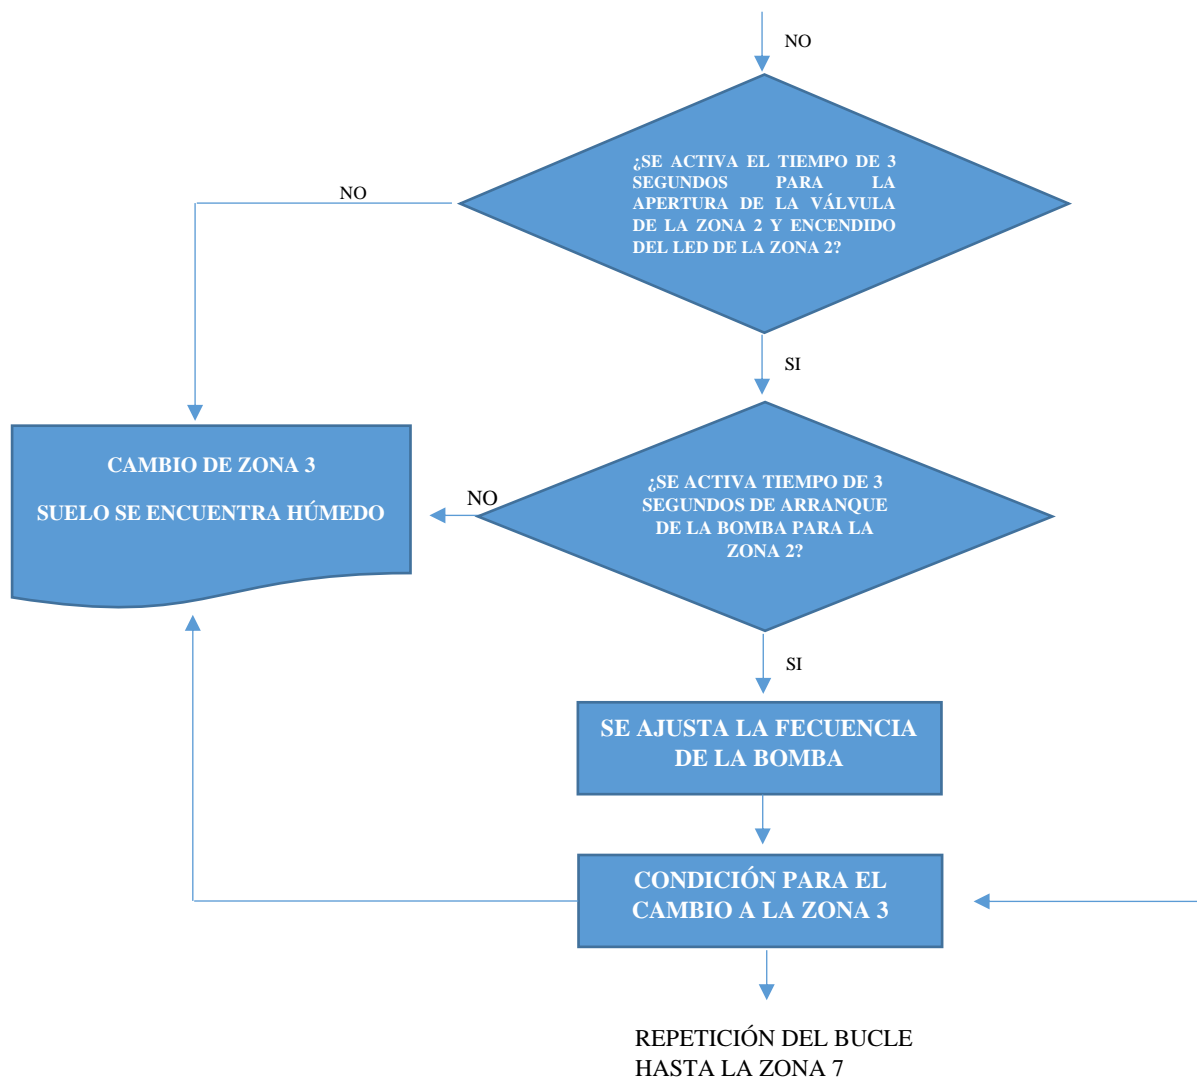 NO
¿SE ACTIVA EL TIEMPO DE 3
SEGUNDOS PARA LA
APERTURA DE LA VÁLVULA
DE LA ZONA 2 Y ENCENDIDO
DEL LED DE LA ZONA 2?
NO
SI
CAMBIO DE ZONA 3
SUELO SE ENCUENTRA HÚMEDO
NO
¿SE ACTIVA TIEMPO DE 3
SEGUNDOS DE ARRANQUE
DE LA BOMBA PARA LA
ZONA 2?
SI
SE AJUSTA LA FECUENCIA
DE LA BOMBA
CONDICIÓN PARA EL
CAMBIO A LA ZONA 3
REPETICIÓN DEL BUCLE
HASTA LA ZONA 7